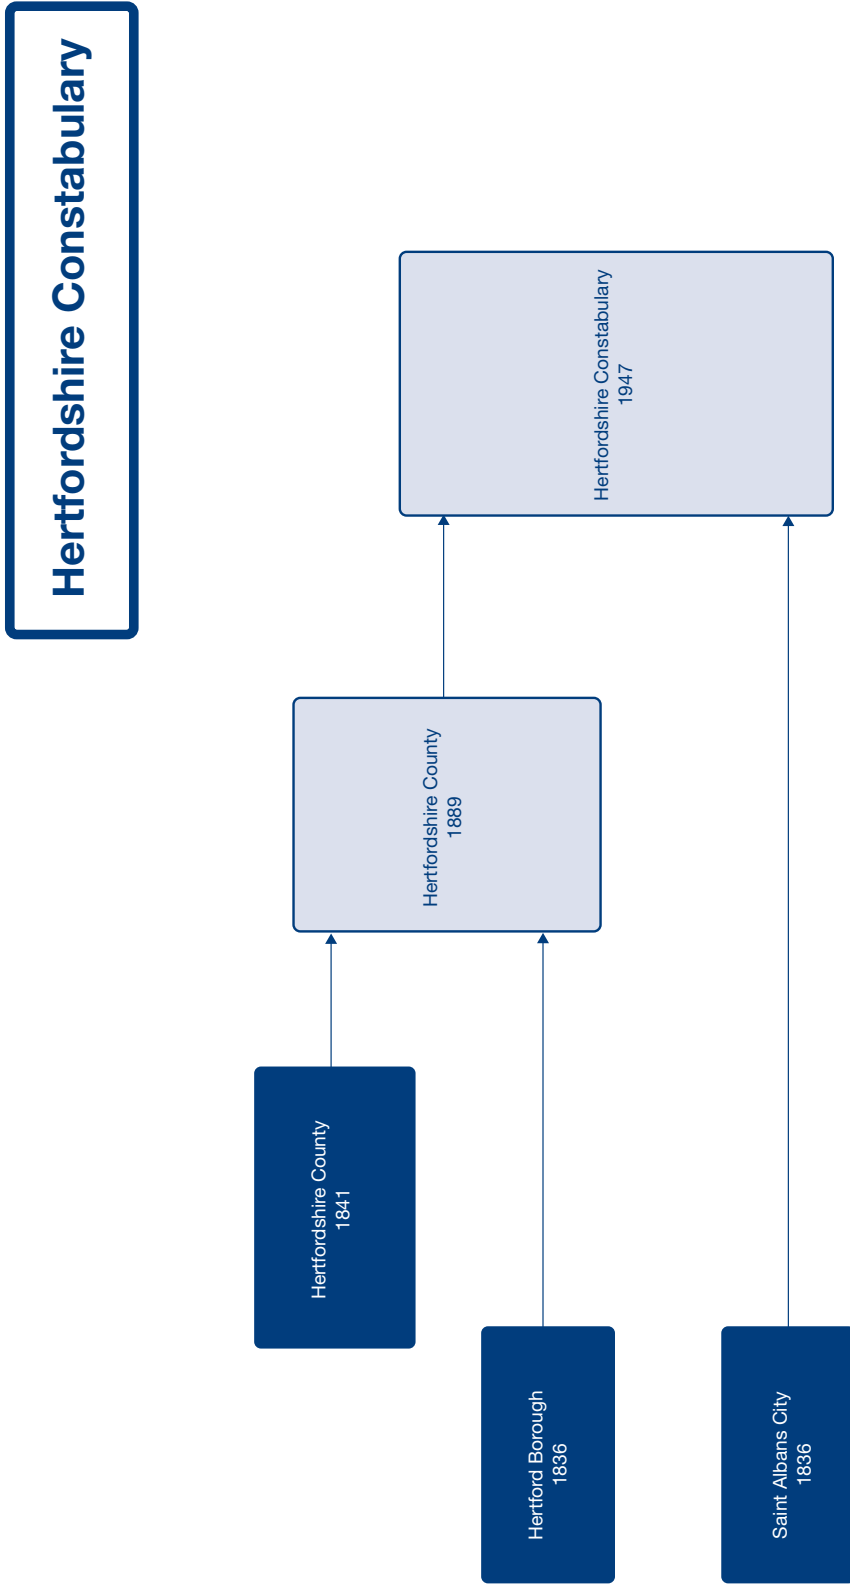 Hertfordshire Constabulary
Hertfordshire County
1841
Hertford Borough
1836
Saint Albans City
1836
Hertfordshire County
1889
Hertfordshire Constabulary
1947